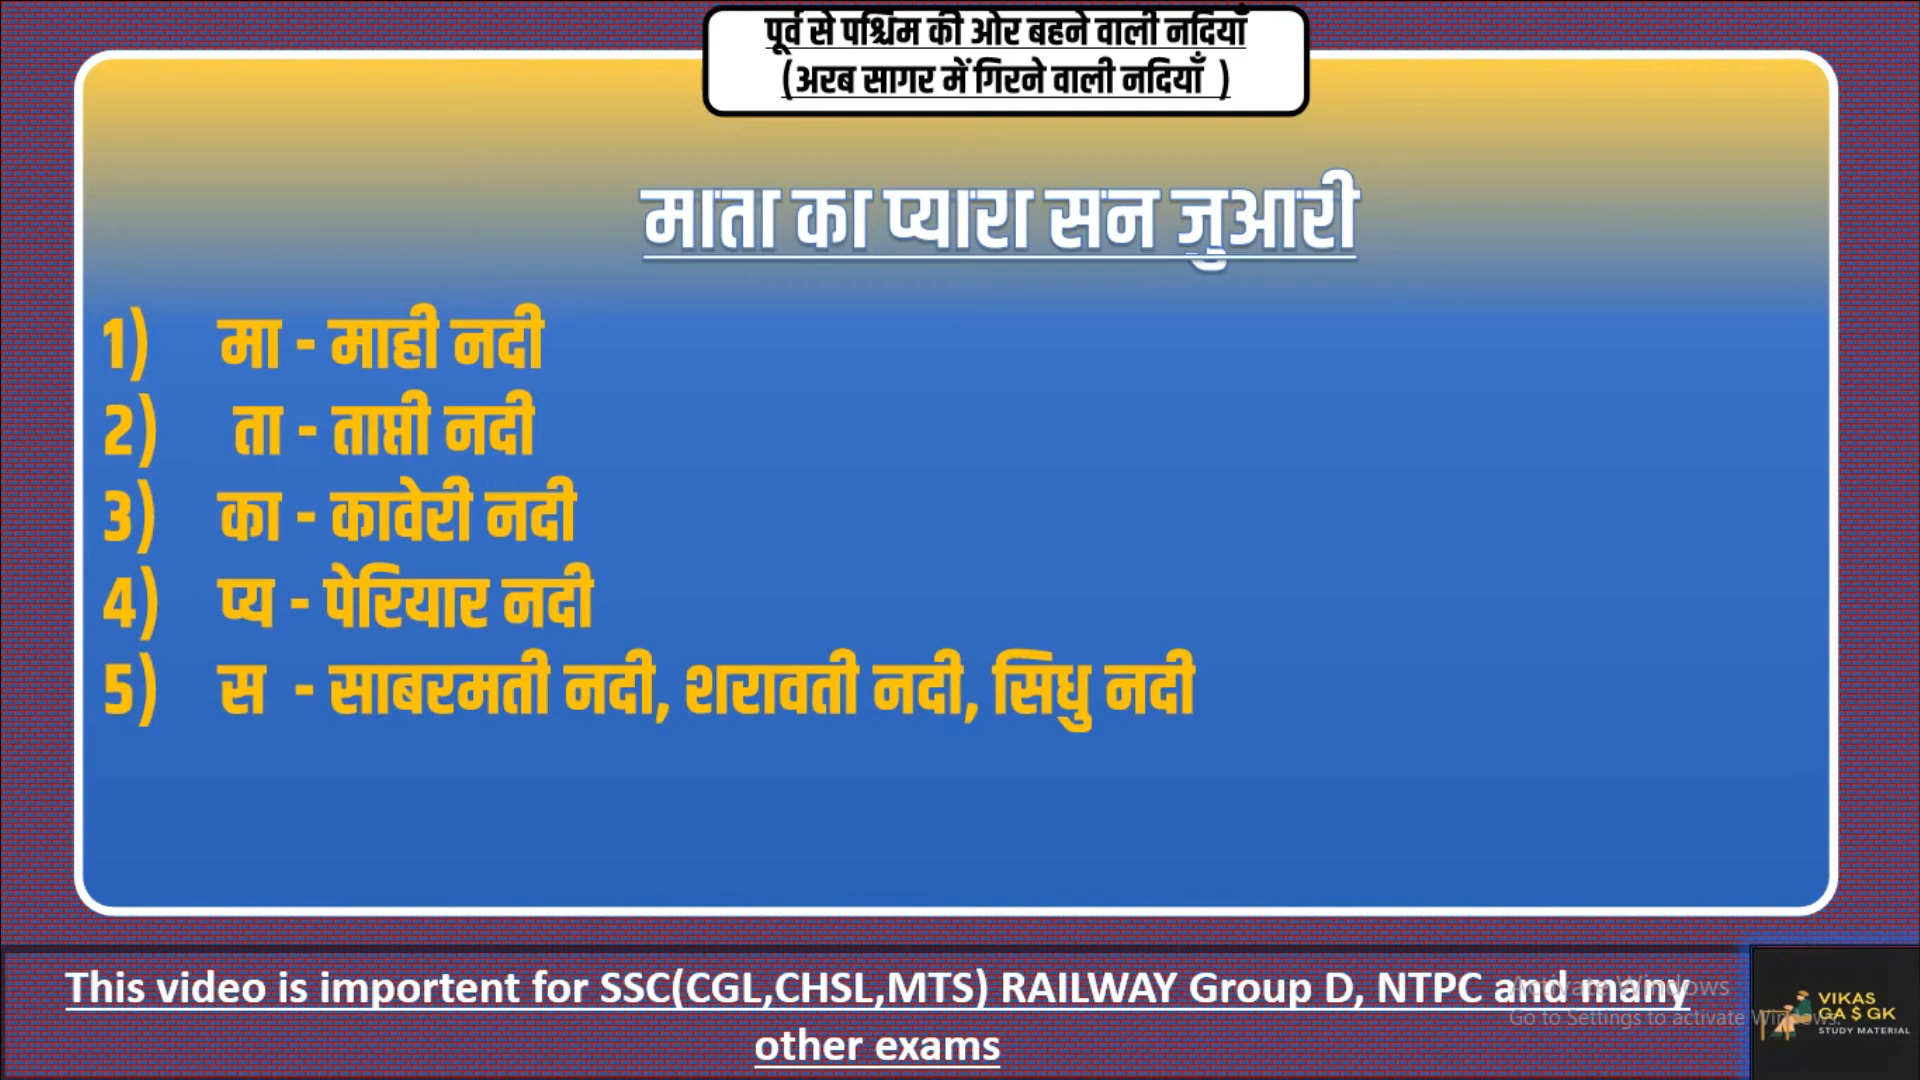 पूर्व से पश्चिम की ओर बहने वाली नदियाँ
(अरब सागर में गिरने वाली नदियाँ )
माता का प्यारा सन जुआरी
1) मा - माही नदी
2) ता - ताप्ती नदी
3) का - कावेरी नदी
4) प्य - पेरियार नदी
5) स - साबरमती नदी, शरावती नदी, सिंधु नदी
This video is importent for SSC(CGL,CHSL,MTS) RAILWAY Group D, NTPC and many
other exams
Activate Windows
Go to Settings to activate Windows.
VIKAS
GA $ GK
STUDY MATERIAL